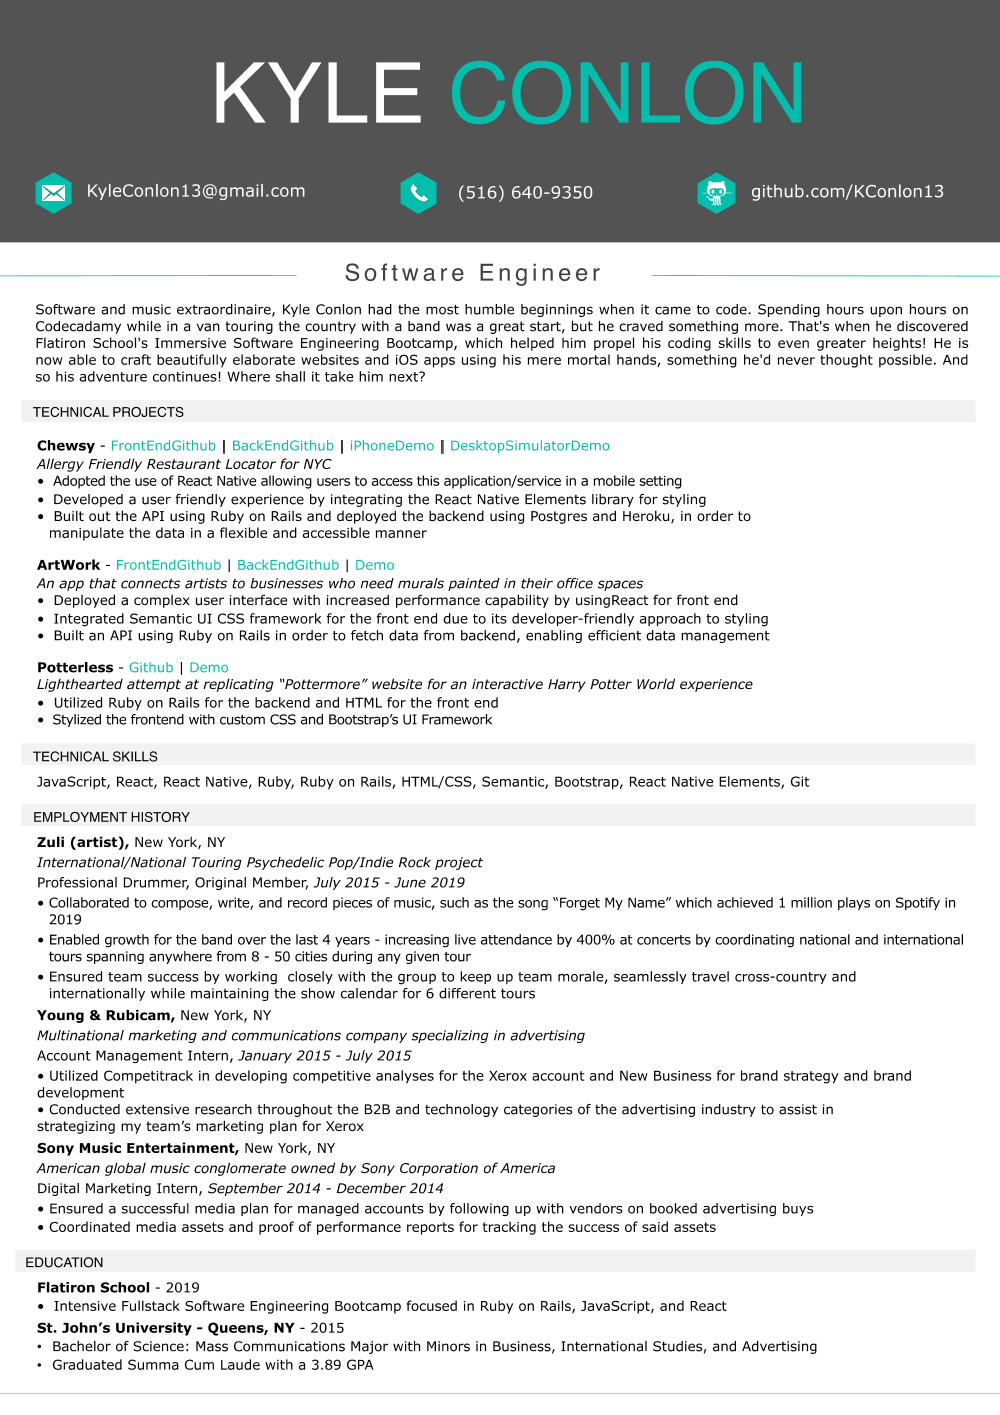 KYLE CONLON
KyleConlon13@gmail.com
(516) 640-9350
github.com/KConlon13
Software Engineer
Software and music extraordinaire, Kyle Conlon had the most humble beginnings when it came to code. Spending hours upon hours on
Codecadamy while in a van touring the country with a band was a great start, but he craved something more. That's when he discovered
Flatiron School's Immersive Software Engineering Bootcamp, which helped him propel his coding skills to even greater heights! He is
now able to craft beautifully elaborate websites and iOS apps using his mere mortal hands, something he'd never thought possible. And
so his adventure continues! Where shall it take him next?
TECHNICAL PROJECTS
Chewsy - FrontEndGithub | BackEndGithub | iPhoneDemo | DesktopSimulatorDemo
Allergy Friendly Restaurant Locator for NYC
• Adopted the use of React Native allowing users to access this application/service in a mobile setting
• Developed a user friendly experience by integrating the React Native Elements library for styling
• Built out the API using Ruby on Rails and deployed the backend using Postgres and Heroku, in order to
manipulate the data in a flexible and accessible manner
ArtWork - FrontEndGithub | BackEndGithub | Demo
An app that connects artists to businesses who need murals painted in their office spaces
• Deployed a complex user interface with increased performance capability by usingReact for front end
• Integrated Semantic UI CSS framework for the front end due to its developer-friendly approach to styling
• Built an API using Ruby on Rails in order to fetch data from backend, enabling efficient data management
Potterless - Github | Demo
Lighthearted attempt at replicating “Pottermore” website for an interactive Harry Potter World experience
• Utilized Ruby on Rails for the backend and HTML for the front end
• Stylized the frontend with custom CSS and Bootstrap’s UI Framework
TECHNICAL SKILLS
JavaScript, React, React Native, Ruby, Ruby on Rails, HTML/CSS, Semantic, Bootstrap, React Native Elements, Git
EMPLOYMENT HISTORY
Zuli (artist), New York, NY
International/National Touring Psychedelic Pop/Indie Rock project
Professional Drummer, Original Member, July 2015 - June 2019
• Collaborated to compose, write, and record pieces of music, such as the song “Forget My Name” which achieved 1 million plays on Spotify in
2019
• Enabled growth for the band over the last 4 years - increasing live attendance by 400% at concerts by coordinating national and international
tours spanning anywhere from 8 - 50 cities during any given tour
• Ensured team success by working closely with the group to keep up team morale, seamlessly travel cross-country and
internationally while maintaining the show calendar for 6 different tours
Young & Rubicam, New York, NY
Multinational marketing and communications company specializing in advertising
Account Management Intern, January 2015 - July 2015
• Utilized Competitrack in developing competitive analyses for the Xerox account and New Business for brand strategy and brand
development
• Conducted extensive research throughout the B2B and technology categories of the advertising industry to assist in
strategizing my team’s marketing plan for Xerox
Sony Music Entertainment, New York, NY
American global music conglomerate owned by Sony Corporation of America
Digital Marketing Intern, September 2014 - December 2014
• Ensured a successful media plan for managed accounts by following up with vendors on booked advertising buys
• Coordinated media assets and proof of performance reports for tracking the success of said assets
EDUCATION
Flatiron School - 2019
• Intensive Fullstack Software Engineering Bootcamp focused in Ruby on Rails, JavaScript, and React
St. John’s University - Queens, NY - 2015
• Bachelor of Science: Mass Communications Major with Minors in Business, International Studies, and Advertising
• Graduated Summa Cum Laude with a 3.89 GPA